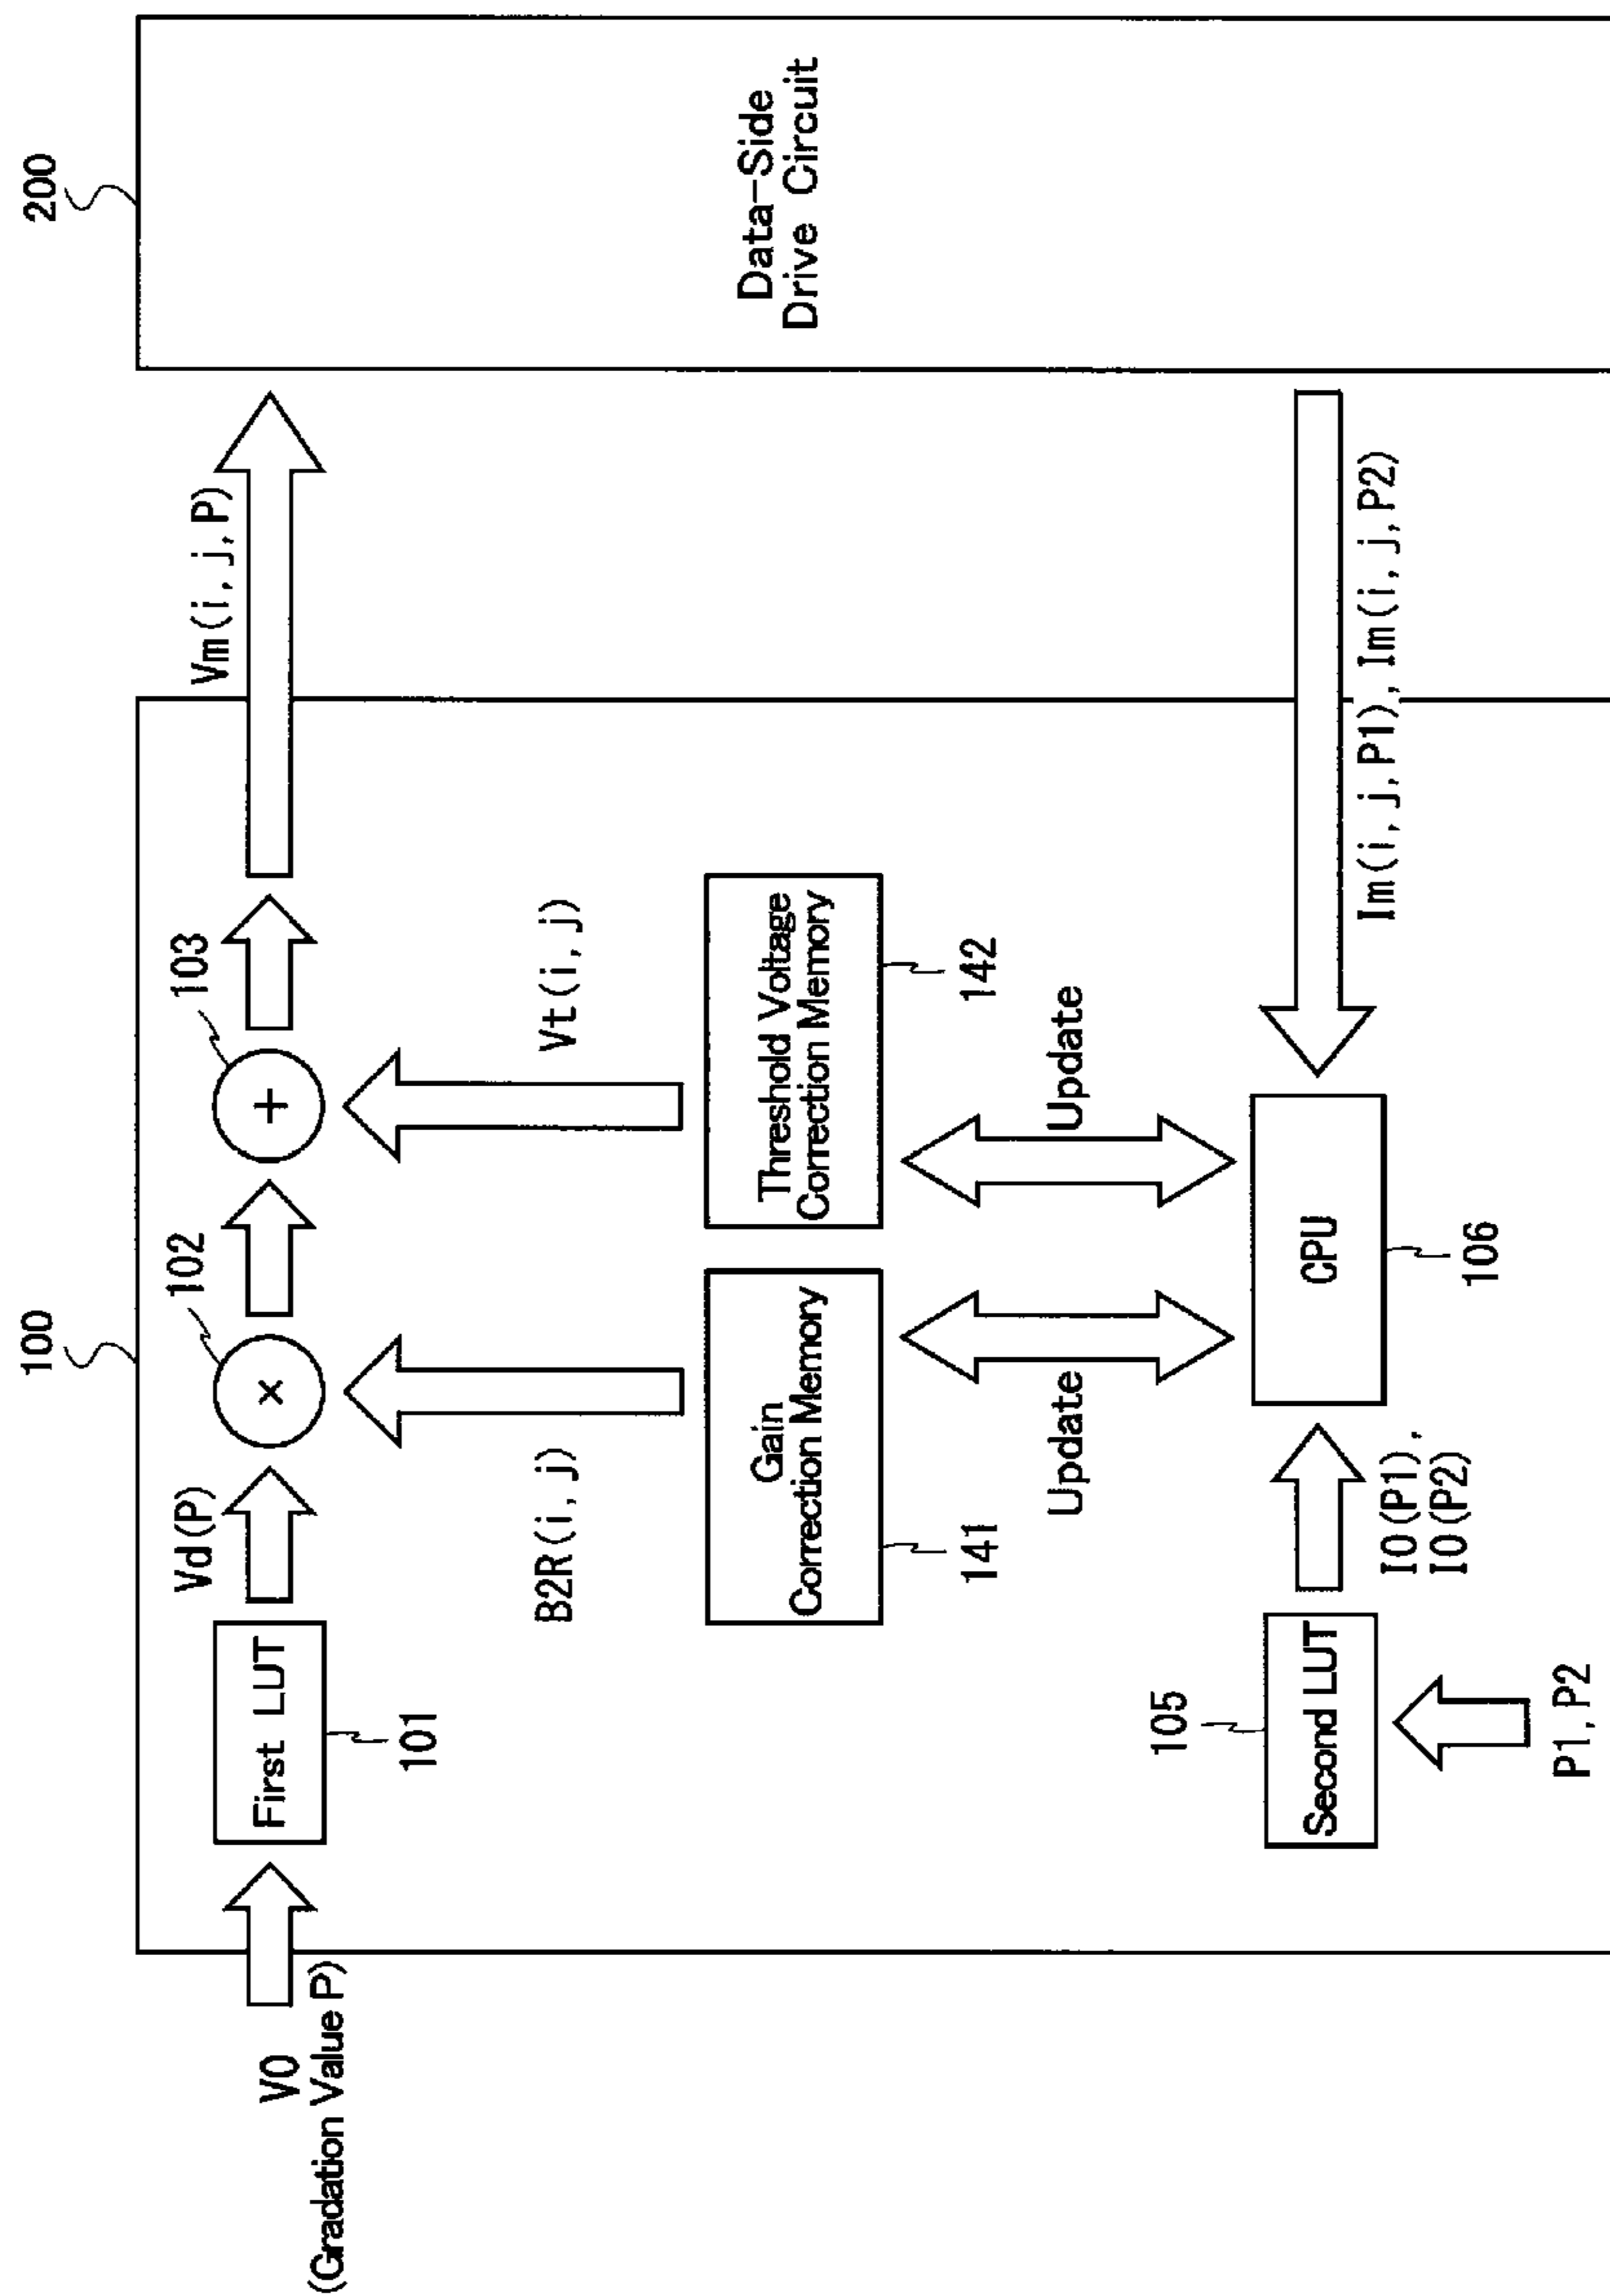 100
200
V0
(Gradation Value P)
First LUT
101
Vd(P)
102
103
Vm(i,j,P)
B2R(i,j)
Vt(i,j)
Gain
Correction Memory
141
Threshold Voltage
Correction Memory
142
Update
Update
P1,P2
105
Second LUT
I0(P1),
I0(P2)
CPU
106
Im(i,j,P1),Im(i,j,P2)
Data-Side
Drive Circuit
×
+